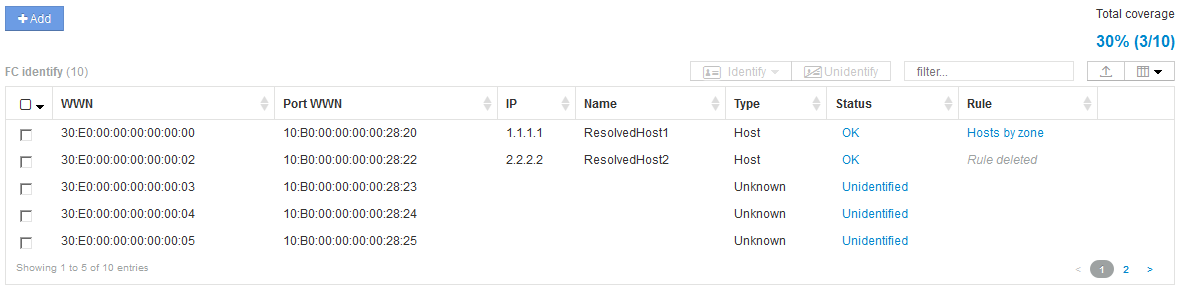 Add
Total coverage
30% (3/10)
FC identify (10)
Identify
Unidentify
filter...
WWN Port WWN IP Name Type Status Rule
30:E0:00:00:00:00:00:00 10:B0:00:00:00:00:28:20 1.1.1.1 ResolvedHost1 Host OK Hosts by zone
30:E0:00:00:00:00:00:02 10:B0:00:00:00:00:28:22 2.2.2.2 ResolvedHost2 Host OK Rule deleted
30:E0:00:00:00:00:00:03 10:B0:00:00:00:00:28:23 Unknown Unidentified
30:E0:00:00:00:00:00:04 10:B0:00:00:00:00:28:24 Unknown Unidentified
30:E0:00:00:00:00:00:05 10:B0:00:00:00:00:28:25 Unknown Unidentified
Showing 1 to 5 of 10 entries
< 1 2 >